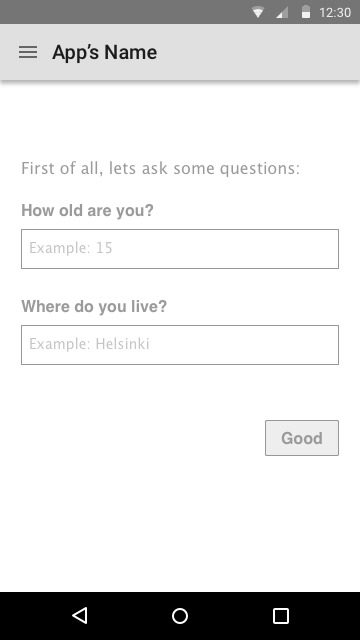 12:30
App’s Name
First of all, lets ask some questions:
How old are you?
Example: 15
Where do you live?
Example: Helsinki
Good